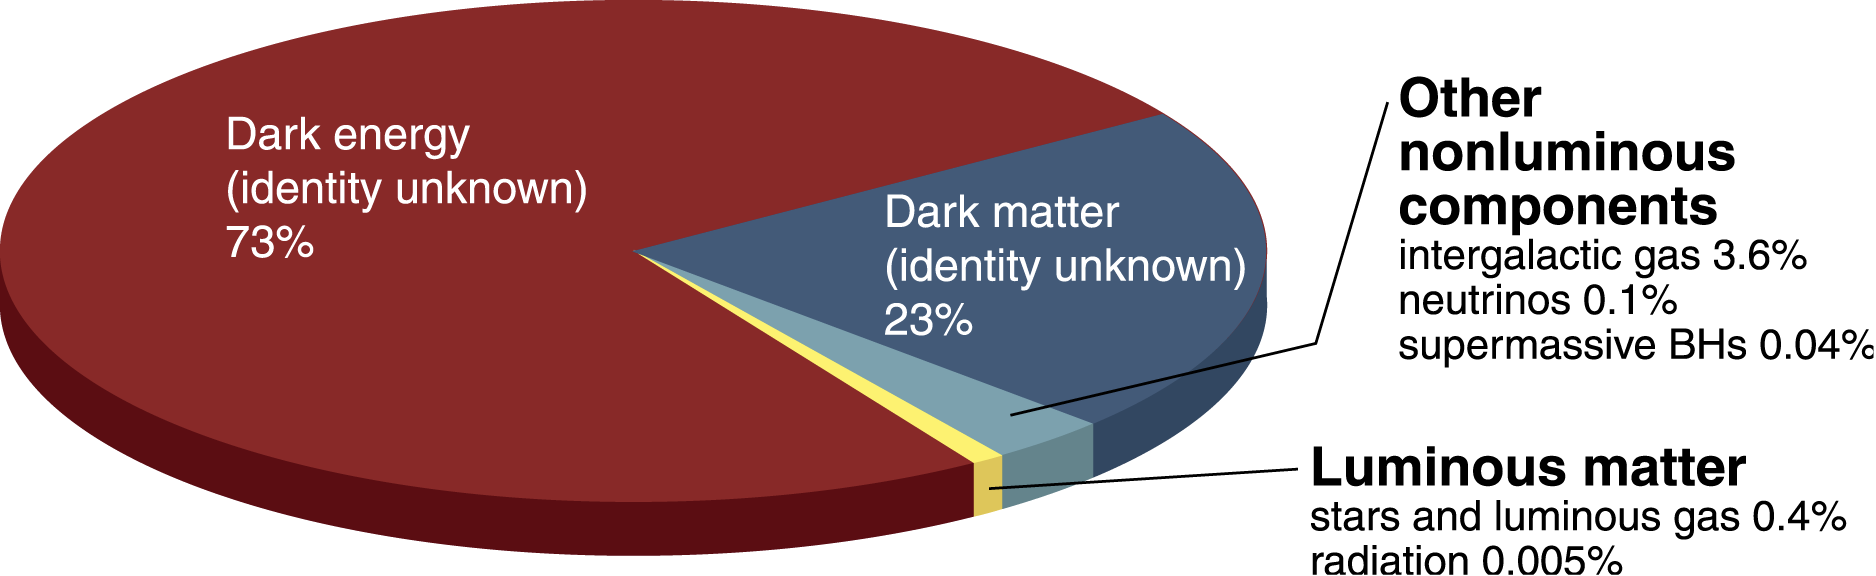 Dark energy
(identity unknown)
73%
Dark matter
(identity unknown)
23%
Other
nonluminous
components
intergalactic gas 3.6%
neutrinos 0.1%
supermassive BHs 0.04%
Luminous matter
stars and luminous gas 0.4%
radiation 0.005%